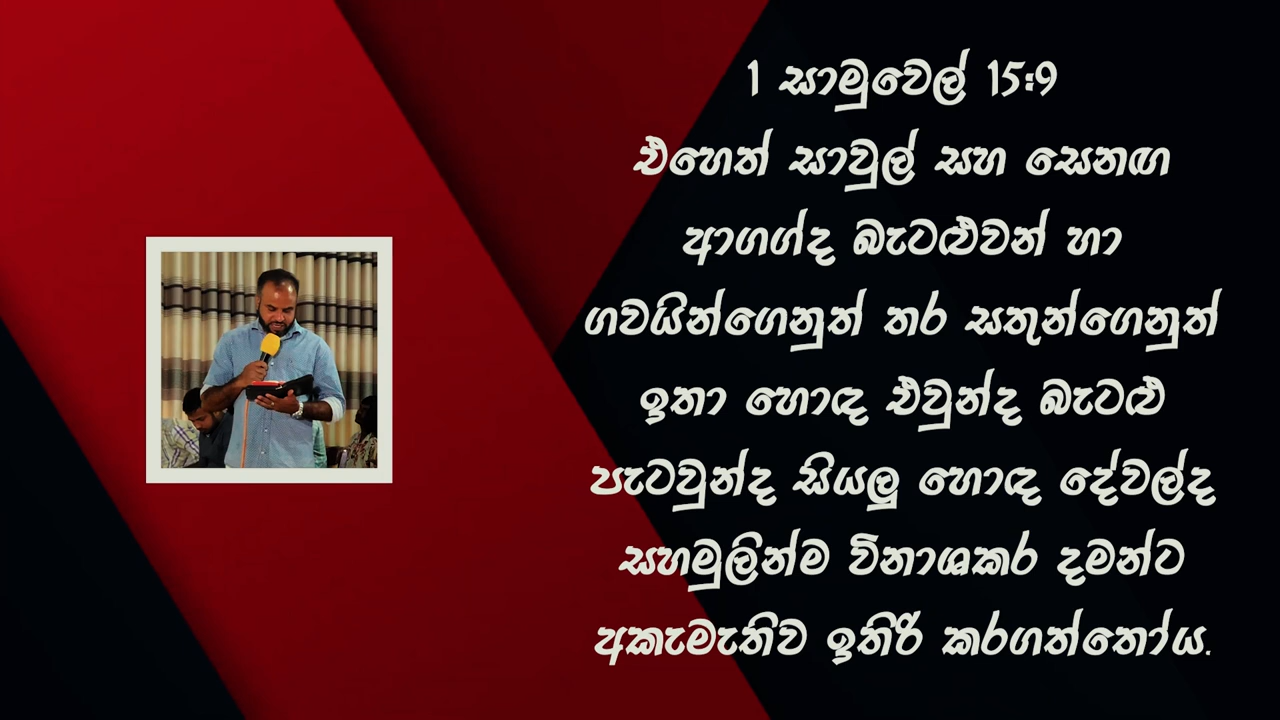 1 සාමුවෙල් 15:9
එහෙත් සාවුල් සහ සෙනඟ
ආගග්ද බැටළුවන් හා
ගවයින්ගෙනුත් තර සතුන්ගෙනුත්
ඉතා හොඳ එවුන්ද බැටළු
පැටවුන්ද සියලු හොඳ දේවල්ද
සහමුලින්ම විනාශකර දමන්ට
අකැමැතිව ඉතිරි කරගත්තෝය.